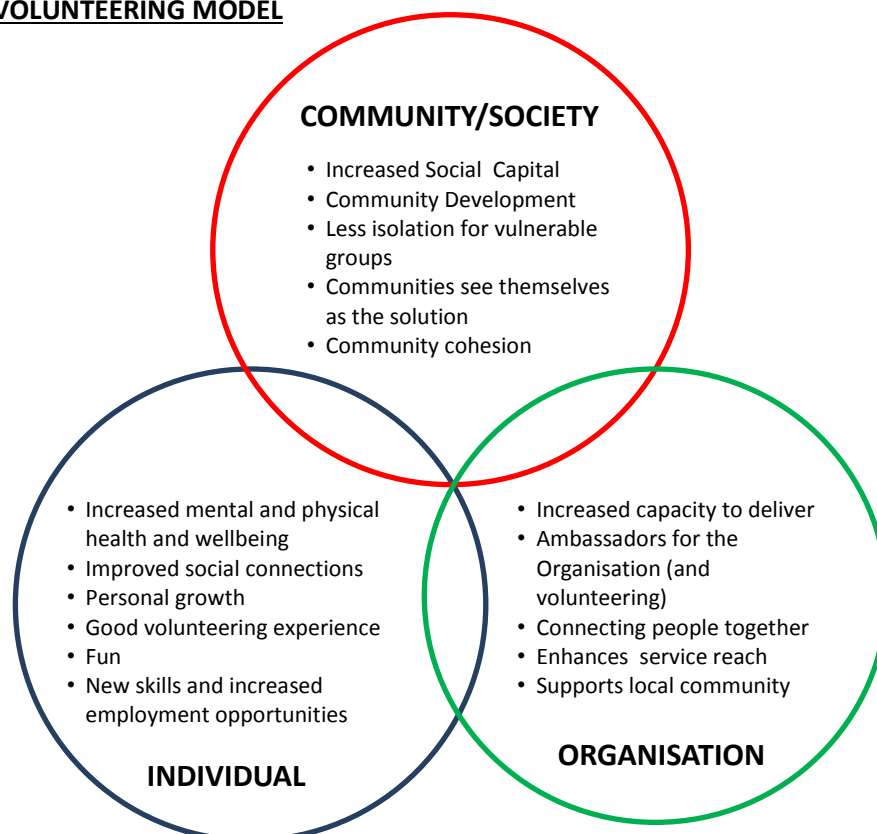 VOLUNTEERING MODEL
COMMUNITY/SOCIETY
• Increased Social Capital
• Community Development
• Less isolation for vulnerable
groups
• Communities see themselves
as the solution
• Community cohesion
• Increased mental and physical
health and wellbeing
• Improved social connections
• Personal growth
• Good volunteering experience
• Fun
• New skills and increased
employment opportunities
INDIVIDUAL
• Increased capacity to deliver
• Ambassadors for the
Organisation (and
volunteering)
• Connecting people together
• Enhances service reach
• Supports local community
ORGANISATION